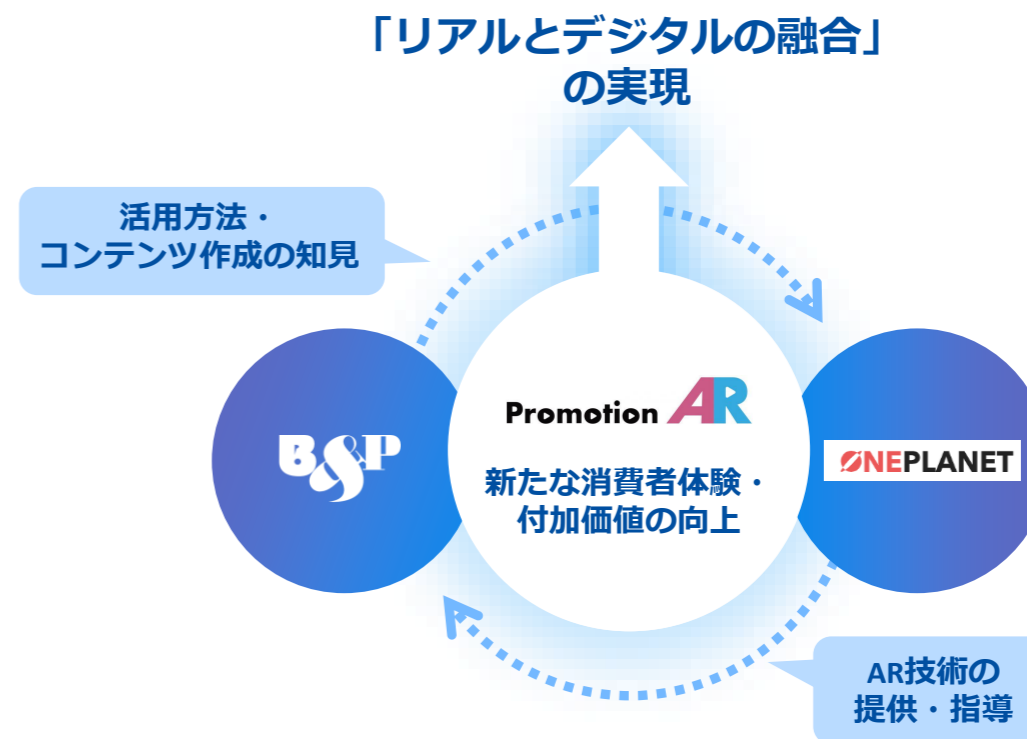 「リアルとデジタルの融合」
の実現
活用方法・
コンテンツ作成の知見
B&P
Promotion AR
新たな消費者体験・
付加価値の向上
ONEPLANET
AR技術の
提供・指導